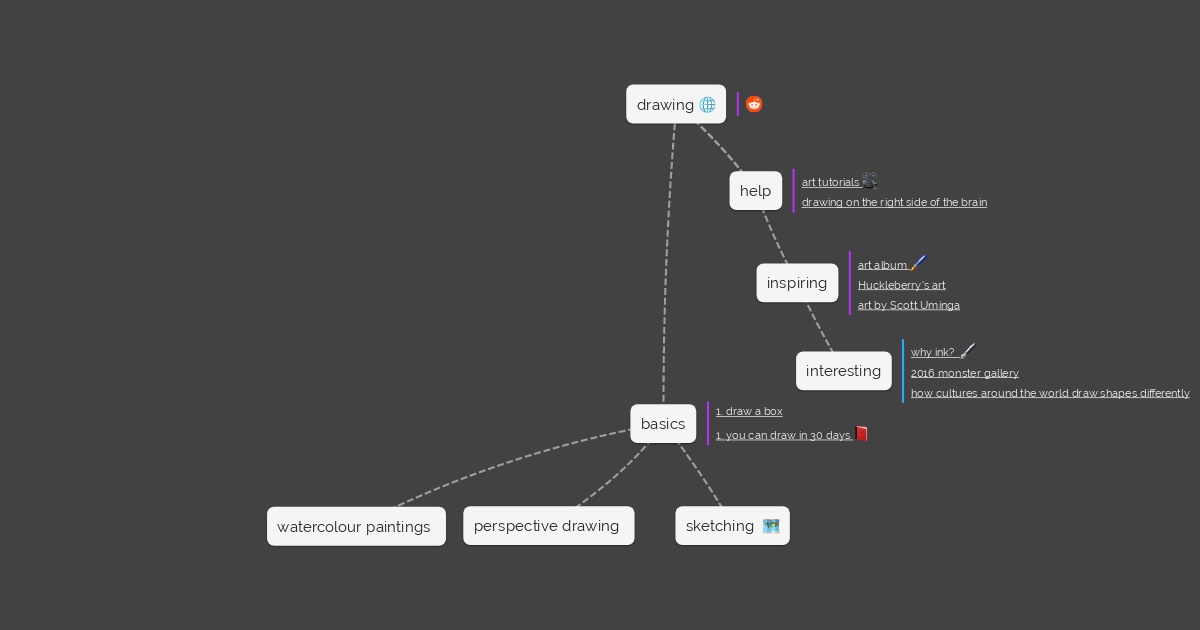 drawing
help
art tutorials
drawing on the right side of the brain
inspiring
art album
Huckleberry's art
art by Scott Uminga
interesting
why ink?
2016 monster gallery
how cultures around the world draw shapes differently
basics
1. draw a box
1. you can draw in 30 days
watercolour paintings
perspective drawing
sketching